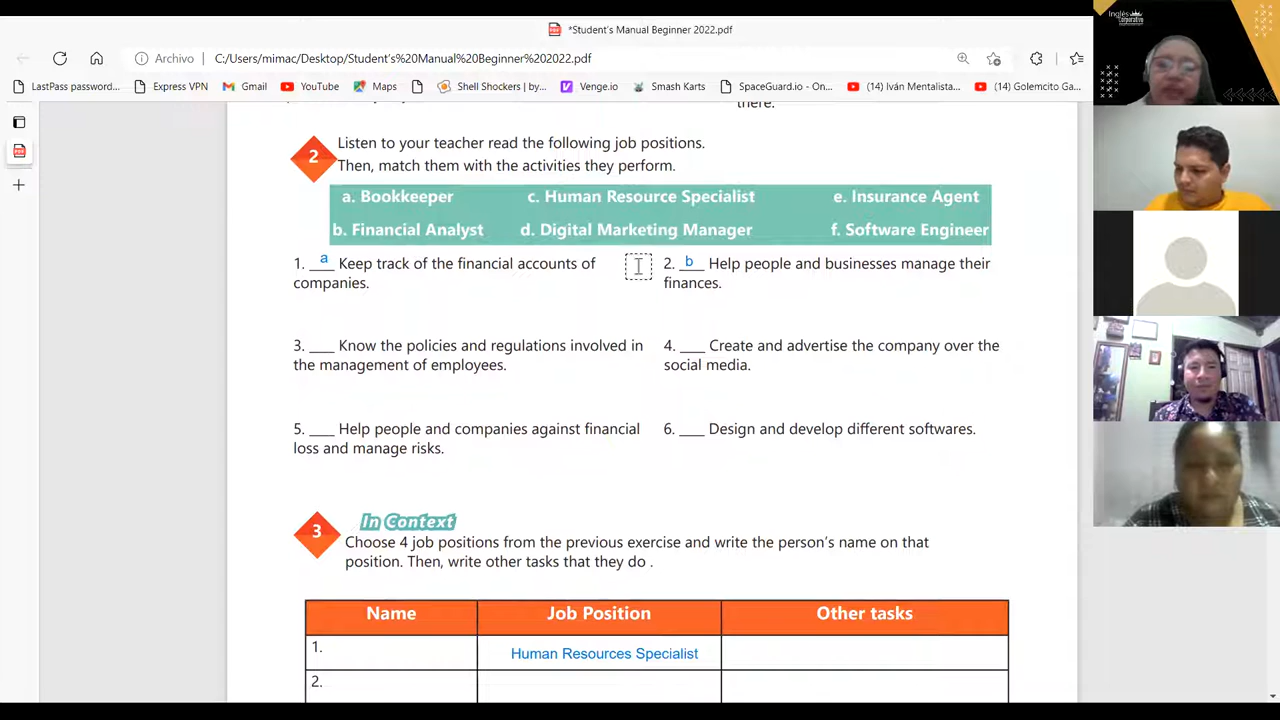 *Student's Manual Beginner 2022.pdf
Archivo
C:/Users/mimac/Desktop/Student's%20Manual%20Beginner%202022.pdf
LastPass password...
Express VPN
Gmail
YouTube
Maps
Shell Shockers | by...
Venge.io
Smash Karts
SpaceGuard.io - On...
(14) Iván Mentalista...
(14) Golemcito Ga...
Inglés
Corporativo
there.
2
Listen to your teacher read the following job positions.
Then, match them with the activities they perform.
a. Bookkeeper c. Human Resource Specialist e. Insurance Agent
b. Financial Analyst d. Digital Marketing Manager f. Software Engineer
1. a Keep track of the financial accounts of
companies.
2. b Help people and businesses manage their
finances.
3. ___ Know the policies and regulations involved in
the management of employees.
4. ___ Create and advertise the company over the
social media.
5. ___ Help people and companies against financial
loss and manage risks.
6. ___ Design and develop different softwares.
3
In Context
Choose 4 job positions from the previous exercise and write the person's name on that
position. Then, write other tasks that they do .
Name Job Position Other tasks
1. Human Resources Specialist
2.